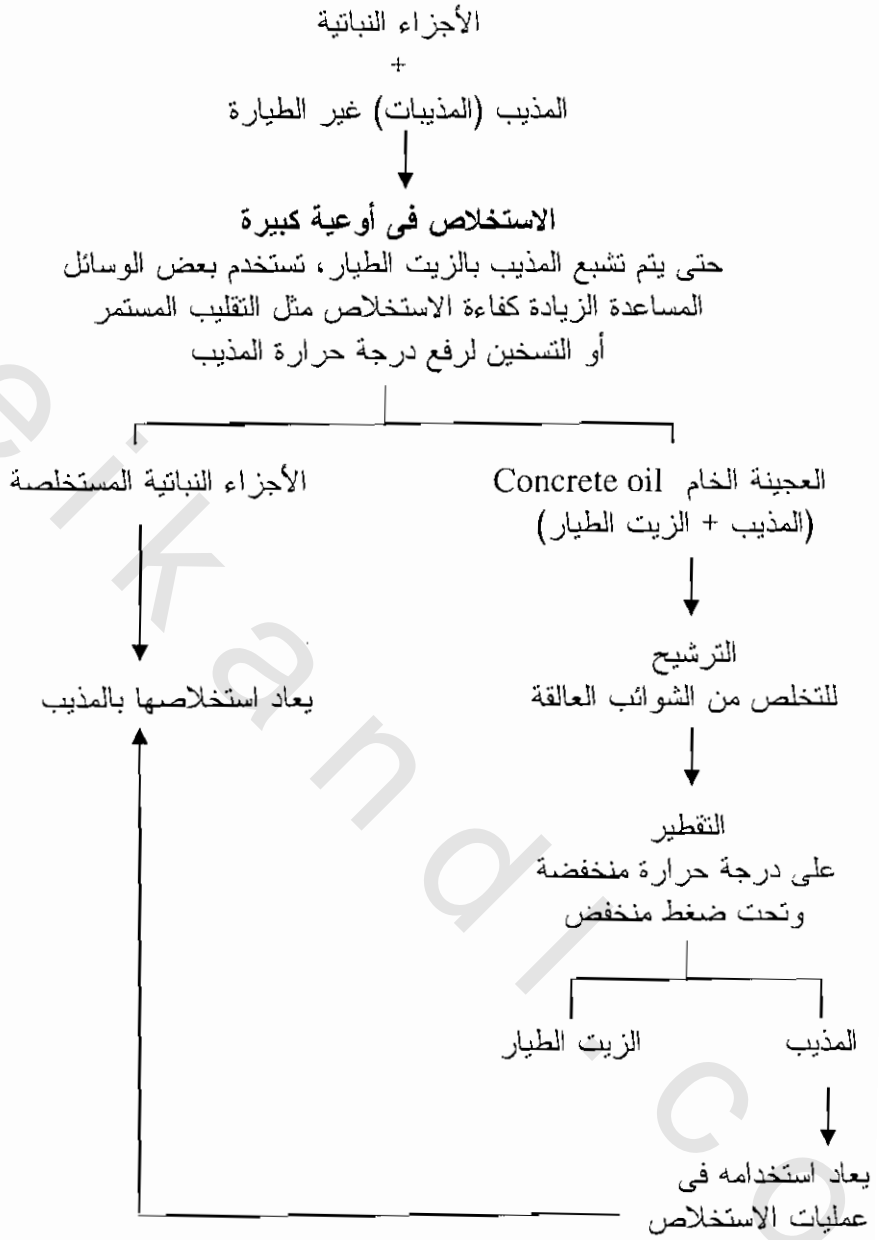 الأجزاء النباتية
+
المذيب (المذيبات) غير الطيارة
الاستخلاص فى أوعية كبيرة
حتى يتم تشبع المذيب بالزيت الطيار، تستخدم بعض الوسائل
المساعدة الزيادة كفاءة الاستخلاص مثل التقليب المستمر
أو التسخين لرفع درجة حرارة المذيب
العجينة الخام Concrete oil
(المذيب + الزيت الطيار)
الأجزاء النباتية المستخلصة
الترشيح
للتخلص من الشوائب العالقة
يعاد استخلاصها بالمذيب
التقطير
على درجة حرارة منخفضة
وتحت ضغط منخفض
المذيب
الزيت الطيار
يعاد استخدامه فى
عمليات الاستخلاص
eikandl.co